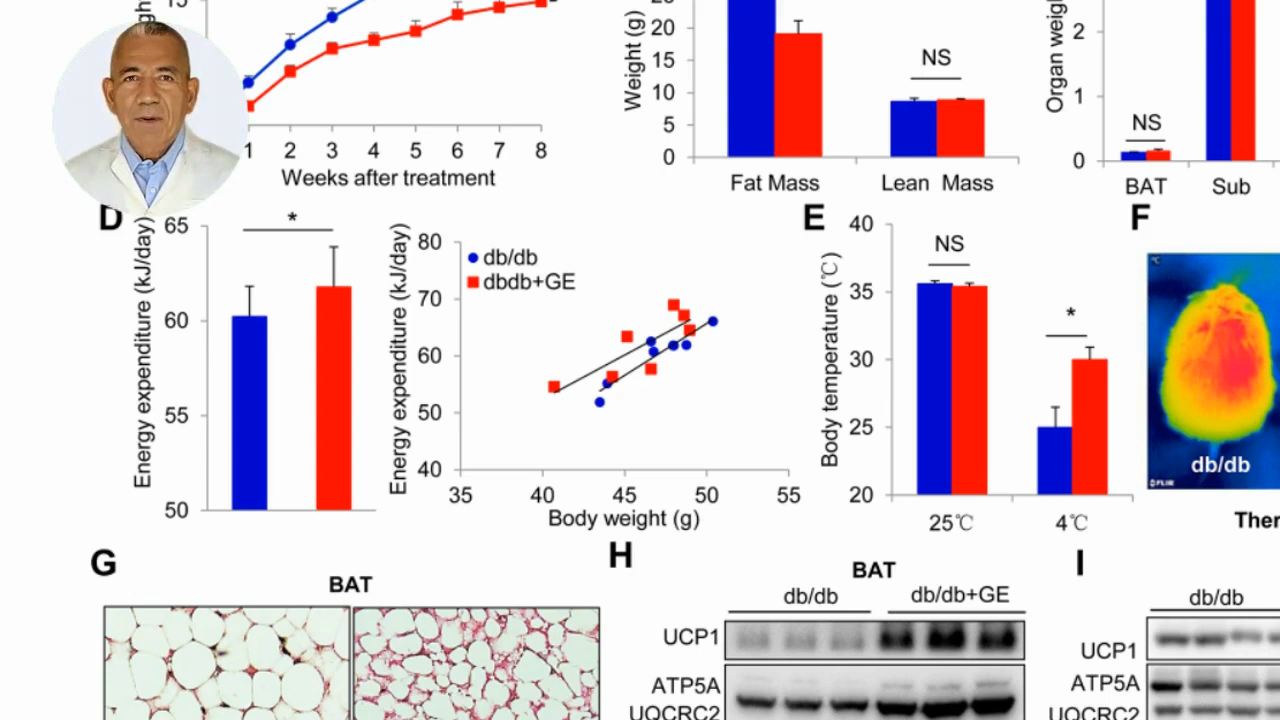 15
1 2 3 4 5 6 7 8
Weeks after treatment
Weight (g)
20
15
10
5
0
NS
Fat Mass
Lean Mass
2
1
0
NS
BAT
Sub
D
Energy expenditure (kJ/day)
65
60
55
50
*
Energy expenditure (kJ/day)
80
70
60
50
40
db/db
dbdb+GE
35 40 45 50 55
Body weight (g)
E
Body temperature (℃)
40
35
30
25
20
NS
*
25℃
4℃
F
℃
db/db
FLIR
G
BAT
H
BAT
db/db
db/db+GE
UCP1
ATP5A
UQCRC2
I
db/db
UCP1
ATP5A
UQCRC2